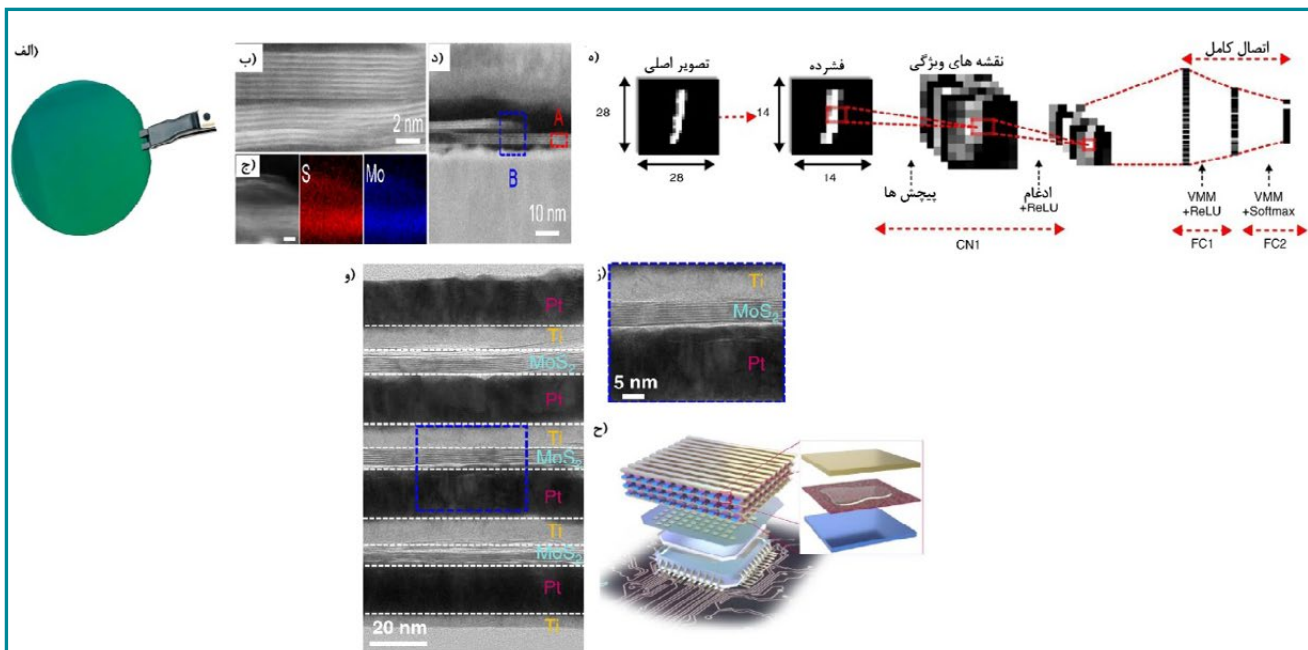 الف)
ب)
2 nm
ج)
S
Mo
د)
A
B
10 nm
ه)
تصویر اصلی
28
28
فشرده
14
14
نقشه های ویژگی
اتصال کامل
پیچش ها
ادغام
+ReLU
CN1
VMM
+ReLU
FC1
VMM
+Softmax
FC2
و)
Pt
Ti
MoS2
Pt
Ti
MoS2
Pt
Ti
MoS2
Pt
Ti
20 nm
ز)
Ti
MoS2
Pt
5 nm
ح)